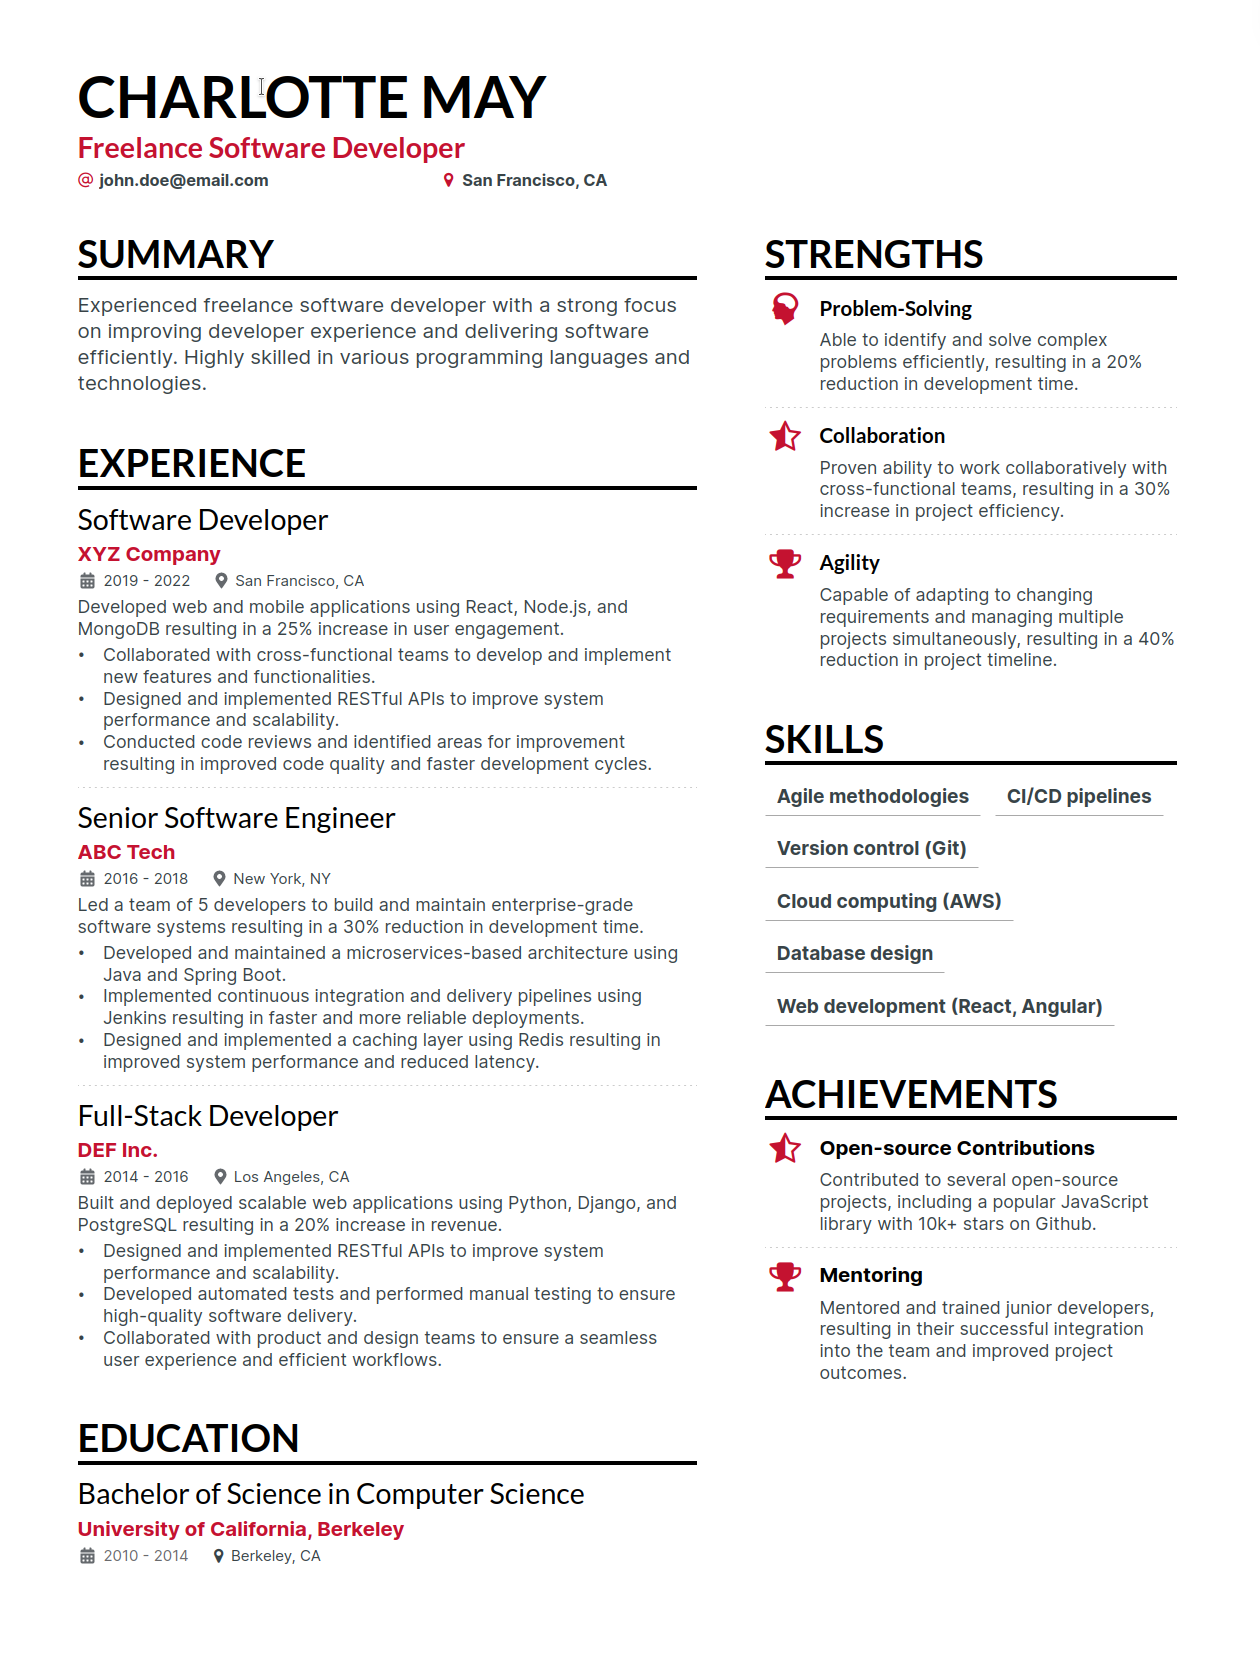 CHARLOTTE MAY
Freelance Software Developer
@ john.doe@email.com
San Francisco, CA
SUMMARY
Experienced freelance software developer with a strong focus
on improving developer experience and delivering software
efficiently. Highly skilled in various programming languages and
technologies.
EXPERIENCE
Software Developer
XYZ Company
2019 - 2022 San Francisco, CA
Developed web and mobile applications using React, Node.js, and
MongoDB resulting in a 25% increase in user engagement.
• Collaborated with cross-functional teams to develop and implement
new features and functionalities.
• Designed and implemented RESTful APIs to improve system
performance and scalability.
• Conducted code reviews and identified areas for improvement
resulting in improved code quality and faster development cycles.
Senior Software Engineer
ABC Tech
2016 - 2018 New York, NY
Led a team of 5 developers to build and maintain enterprise-grade
software systems resulting in a 30% reduction in development time.
• Developed and maintained a microservices-based architecture using
Java and Spring Boot.
• Implemented continuous integration and delivery pipelines using
Jenkins resulting in faster and more reliable deployments.
• Designed and implemented a caching layer using Redis resulting in
improved system performance and reduced latency.
Full-Stack Developer
DEF Inc.
2014 - 2016 Los Angeles, CA
Built and deployed scalable web applications using Python, Django, and
PostgreSQL resulting in a 20% increase in revenue.
• Designed and implemented RESTful APIs to improve system
performance and scalability.
• Developed automated tests and performed manual testing to ensure
high-quality software delivery.
• Collaborated with product and design teams to ensure a seamless
user experience and efficient workflows.
EDUCATION
Bachelor of Science in Computer Science
University of California, Berkeley
2010 - 2014 Berkeley, CA
STRENGTHS
Problem-Solving
Able to identify and solve complex
problems efficiently, resulting in a 20%
reduction in development time.
Collaboration
Proven ability to work collaboratively with
cross-functional teams, resulting in a 30%
increase in project efficiency.
Agility
Capable of adapting to changing
requirements and managing multiple
projects simultaneously, resulting in a 40%
reduction in project timeline.
SKILLS
Agile methodologies CI/CD pipelines
Version control (Git)
Cloud computing (AWS)
Database design
Web development (React, Angular)
ACHIEVEMENTS
Open-source Contributions
Contributed to several open-source
projects, including a popular JavaScript
library with 10k+ stars on Github.
Mentoring
Mentored and trained junior developers,
resulting in their successful integration
into the team and improved project
outcomes.